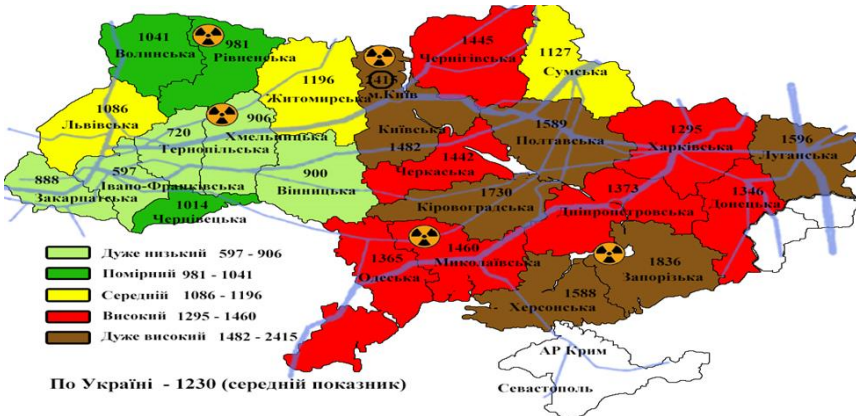 1041
Волинська
981
Рівненська
1196
Житомирська
2415
м.Київ
1445
Чернігівська
1127
Сумська
1086
Львівська
720
Тернопільська
906
Хмельницька
Київська
1482
1589
Полтавська
1295
Харківська
1596
Луганська
888
Закарпатська
597
Івано-Франківська
900
Вінницька
1442
Черкаська
1014
Чернівецька
1730
Кіровоградська
1373
Дніпропетровська
1346
Донецька
1365
Одеська
1460
Миколаївська
1836
Запорізька
1588
Херсонська
АР Крим
Севастополь
Дуже низький 597 - 906
Помірний 981 - 1041
Середній 1086 - 1196
Високий 1295 - 1460
Дуже високий 1482 - 2415
По Україні - 1230 (середній показник)